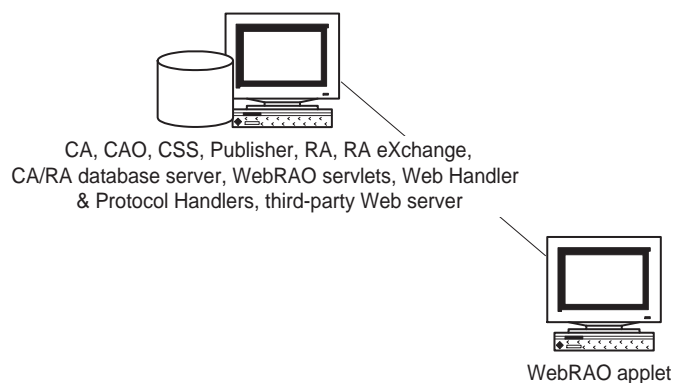 CA, CAO, CSS, Publisher, RA, RA eXchange,
CA/RA database server, WebRAO servlets, Web Handler
& Protocol Handlers, third-party Web server
WebRAO applet